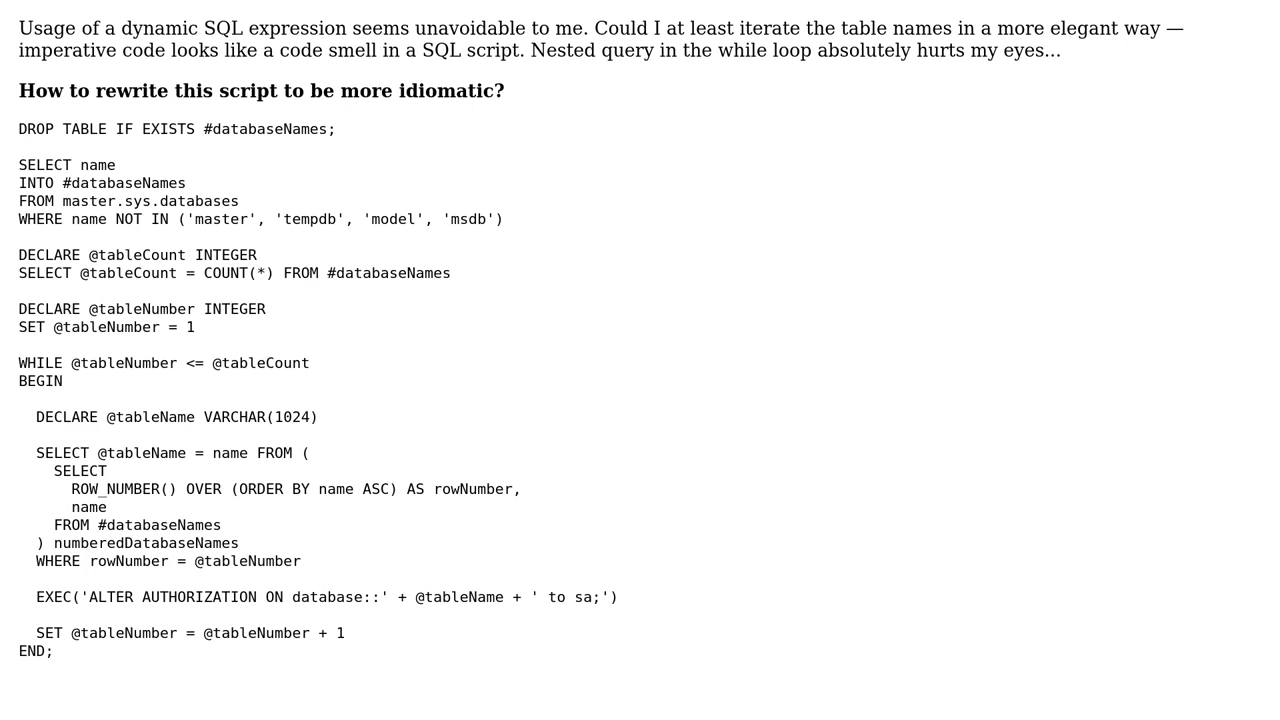 Usage of a dynamic SQL expression seems unavoidable to me. Could I at least iterate the table names in a more elegant way —
imperative code looks like a code smell in a SQL script. Nested query in the while loop absolutely hurts my eyes...
How to rewrite this script to be more idiomatic?
DROP TABLE IF EXISTS #databaseNames;
SELECT name
INTO #databaseNames
FROM master.sys.databases
WHERE name NOT IN ('master', 'tempdb', 'model', 'msdb')
DECLARE @tableCount INTEGER
SELECT @tableCount = COUNT(*) FROM #databaseNames
DECLARE @tableNumber INTEGER
SET @tableNumber = 1
WHILE @tableNumber <= @tableCount
BEGIN
  DECLARE @tableName VARCHAR(1024)
  SELECT @tableName = name FROM (
    SELECT
      ROW_NUMBER() OVER (ORDER BY name ASC) AS rowNumber,
      name
    FROM #databaseNames
  ) numberedDatabaseNames
  WHERE rowNumber = @tableNumber
  EXEC('ALTER AUTHORIZATION ON database::' + @tableName + ' to sa;')
  SET @tableNumber = @tableNumber + 1
END;